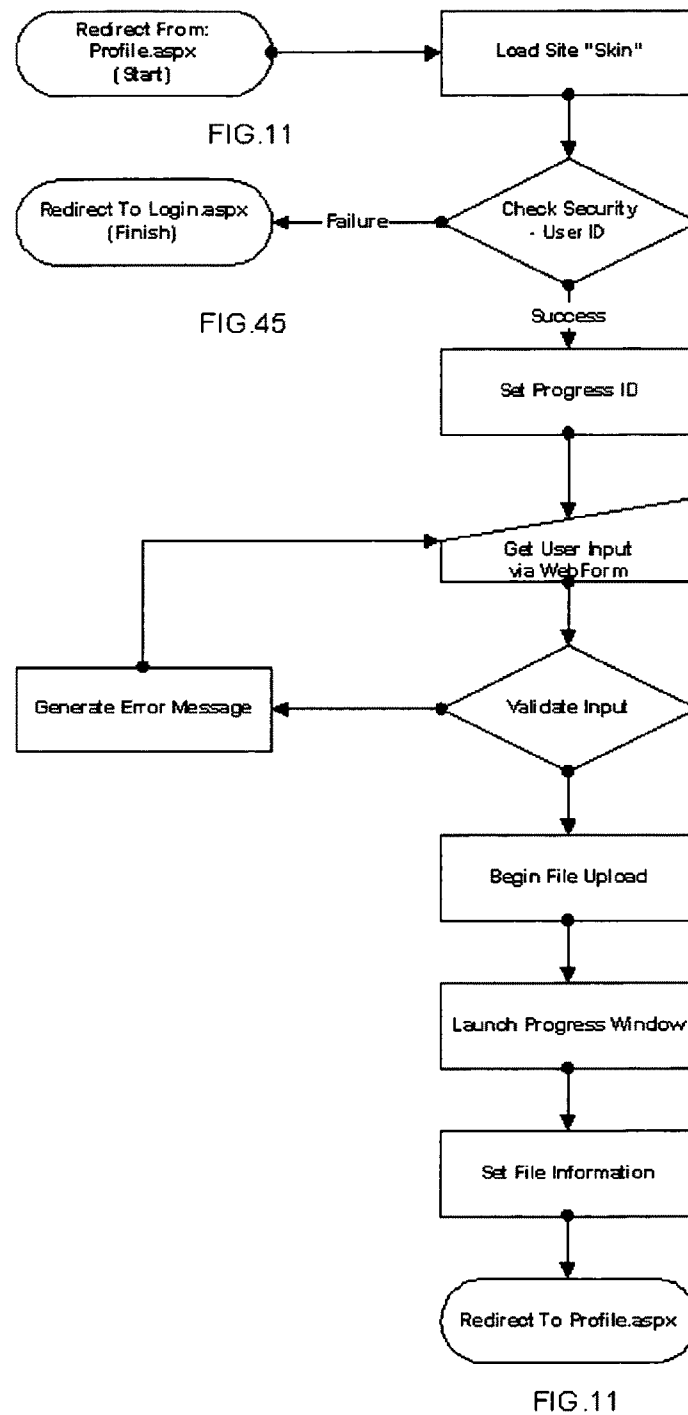 Redirect From:
Profile.aspx
(Start)
Load Site "Skin"
FIG.11
Redirect To Login.aspx
(Finish)
Failure
Check Security
- User ID
FIG.45
Success
Set Progress ID
Get User Input
via WebForm
Generate Error Message
Validate Input
Begin File Upload
Launch Progress Window
Set File Information
Redirect To Profile.aspx
FIG.11